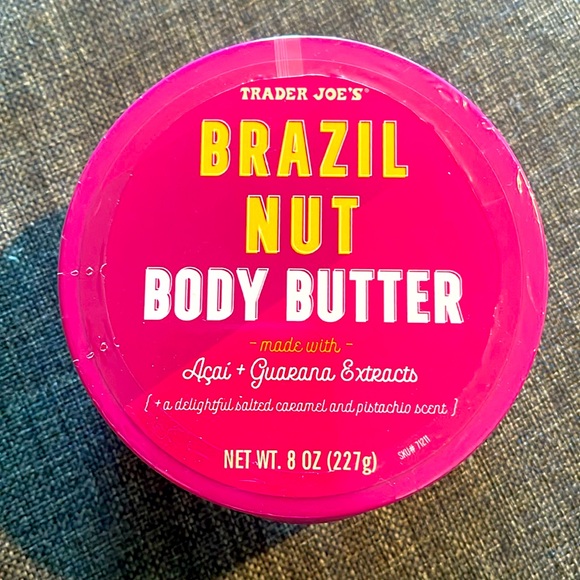 TRADER JOE'S®
BRAZIL
NUT
BODY BUTTER
- made with -
Açaí + Guarana Extracts
[ + a delightful salted caramel and pistachio scent ]
NET WT. 8 OZ (227g)
SKU# 71211